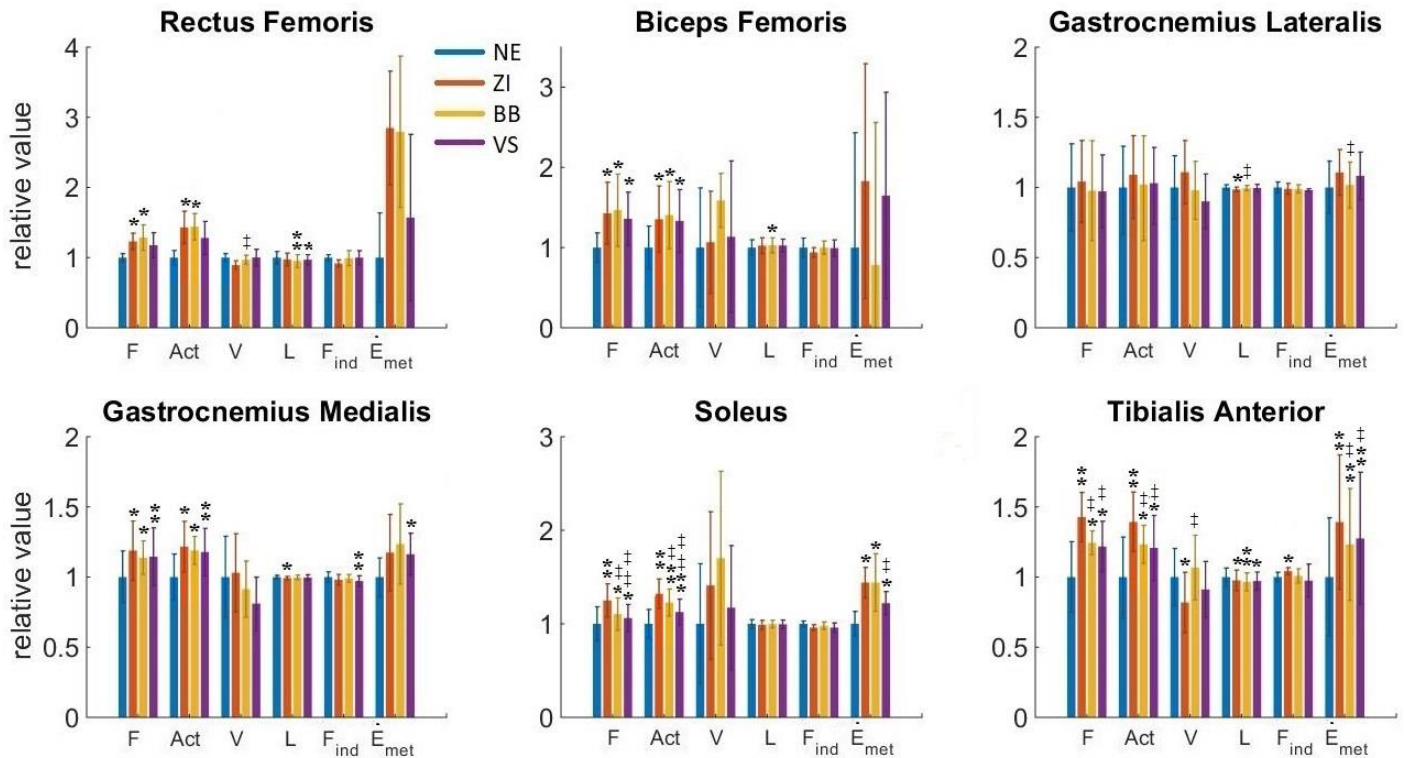 Rectus Femoris
relative value
4
3
2
1
0
F Act V L F_ind Ė_met
NE
ZI
BB
VS
Biceps Femoris
3
2
1
0
F Act V L F_ind Ė_met
Gastrocnemius Lateralis
2
1.5
1
0.5
0
F Act V L F_ind Ė_met
Gastrocnemius Medialis
relative value
2
1.5
1
0.5
0
F Act V L F_ind Ė_met
Soleus
3
2
1
0
F Act V L F_ind Ė_met
Tibialis Anterior
2
1.5
1
0.5
0
F Act V L F_ind Ė_met